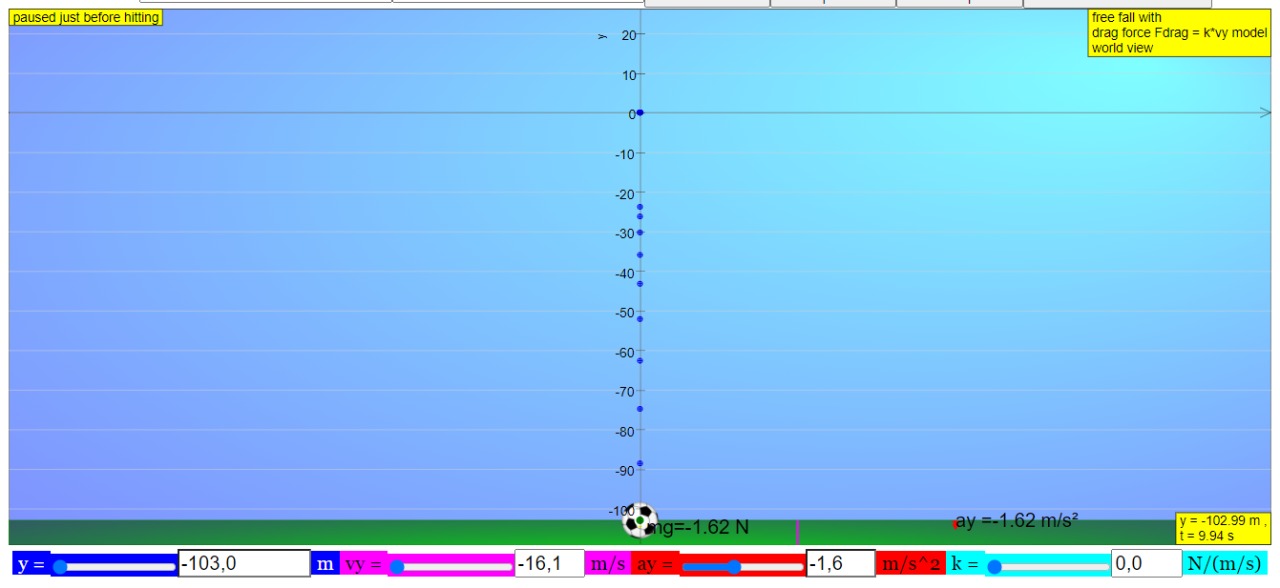 paused just before hitting
free fall with
drag force Fdrag = k*vy model
world view
y
20
10
0
-10
-20
-30
-40
-50
-60
-70
-80
-90
-100
mg=-1.62 N
ay =-1.62 m/s²
y = -102.99 m ,
t = 9.94 s
y = -103,0 m vy = -16,1 m/s ay = -1,6 m/s^2 k = 0,0 N/(m/s)